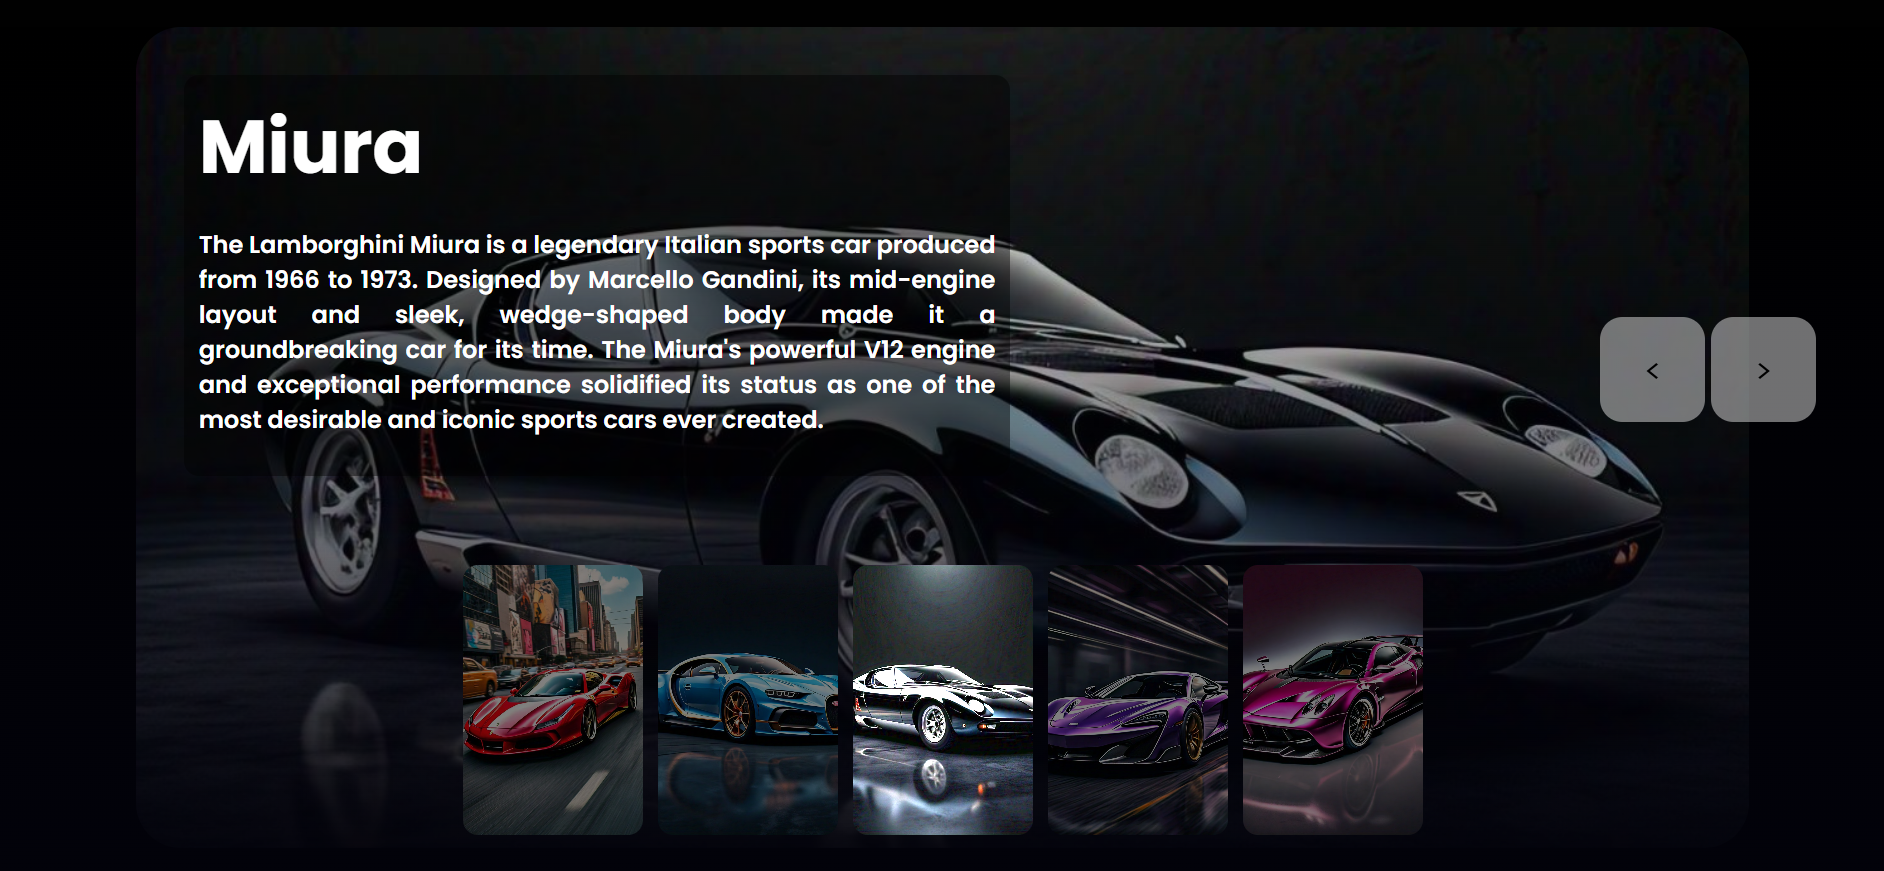 Miura
The Lamborghini Miura is a legendary Italian sports car produced
from 1966 to 1973. Designed by Marcello Gandini, its mid-engine
layout and sleek, wedge-shaped body made it a
groundbreaking car for its time. The Miura's powerful V12 engine
and exceptional performance solidified its status as one of the
most desirable and iconic sports cars ever created.
< >